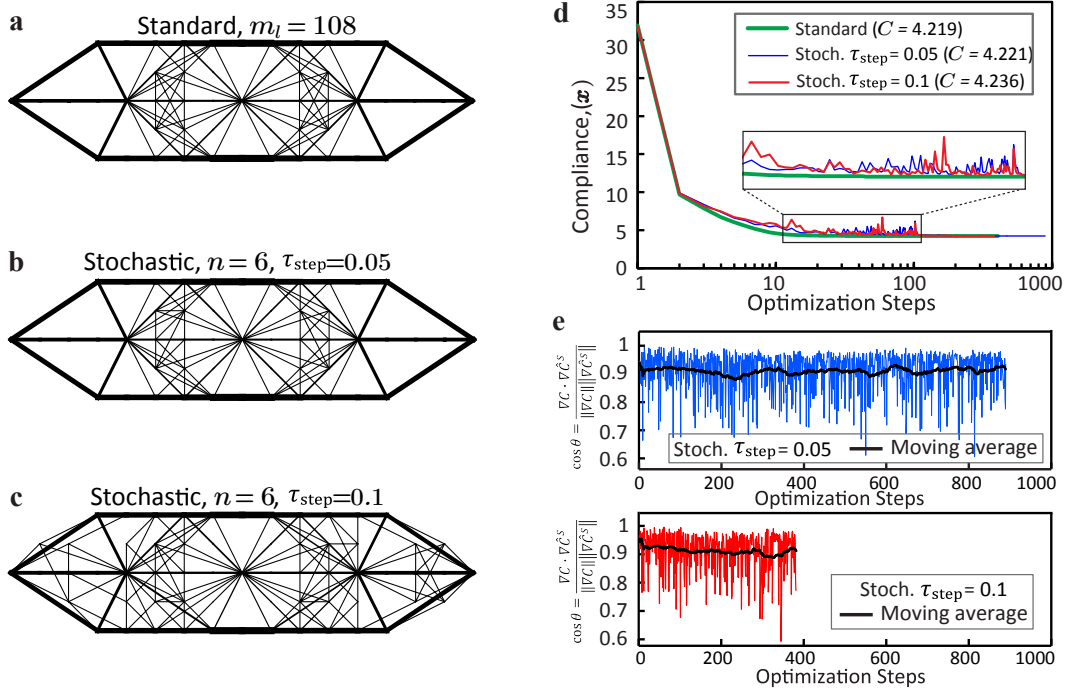 a
Standard, m_l = 108
b
Stochastic, n = 6, τ_step=0.05
c
Stochastic, n = 6, τ_step=0.1
d
Compliance,(x)
35
30
25
20
15
10
5
0
Standard (C = 4.219)
Stoch. τ_step = 0.05 (C = 4.221)
Stoch. τ_step = 0.1 (C = 4.236)
1
10
100
1000
Optimization Steps
e
cos θ = ∇C · ∇Ĉ^S / ‖∇C‖‖∇Ĉ^S‖
1
0.9
0.8
0.7
0.6
Stoch. τ_step = 0.05 Moving average
0 200 400 600 800 1000
Optimization Steps
cos θ = ∇C · ∇Ĉ^S / ‖∇C‖‖∇Ĉ^S‖
1
0.9
0.8
0.7
0.6
Stoch. τ_step = 0.1
Moving average
0 200 400 600 800 1000
Optimization Steps